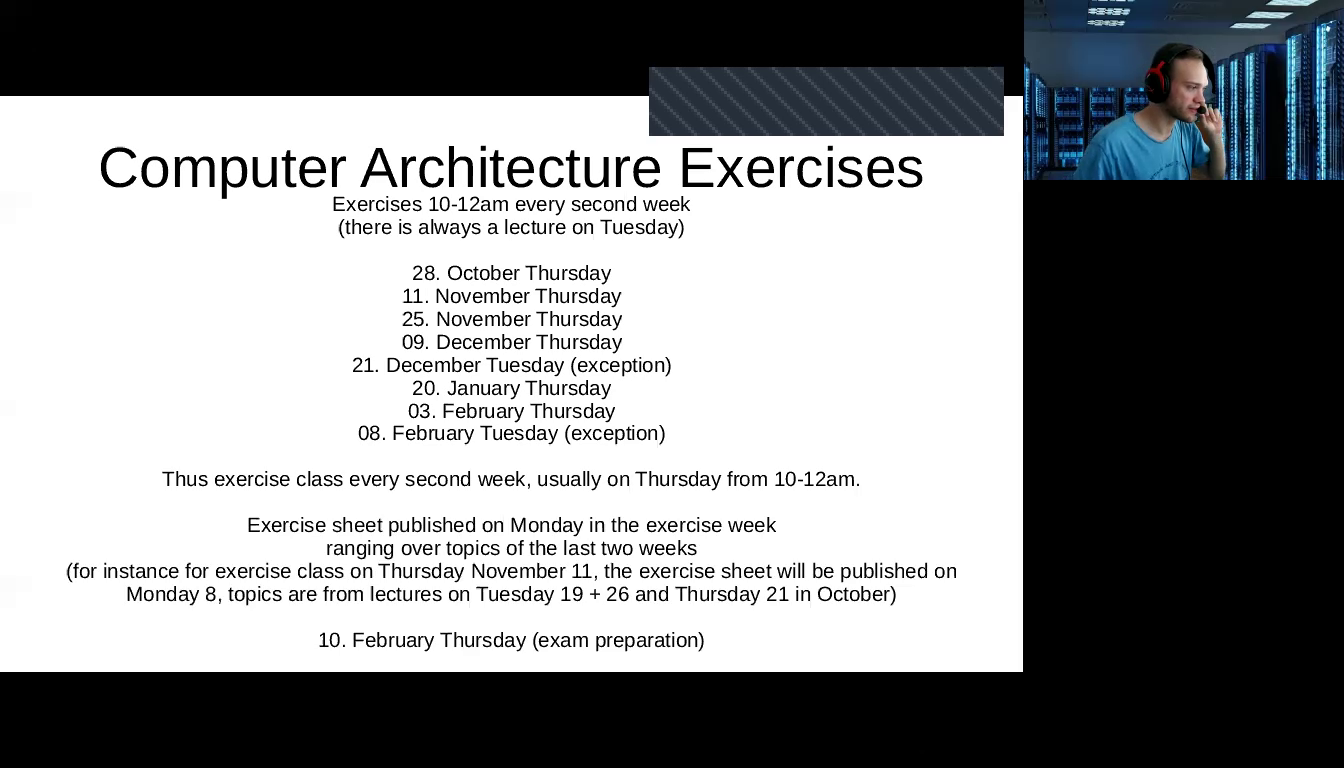 Computer Architecture Exercises
Exercises 10-12am every second week
(there is always a lecture on Tuesday)
28. October Thursday
11. November Thursday
25. November Thursday
09. December Thursday
21. December Tuesday (exception)
20. January Thursday
03. February Thursday
08. February Tuesday (exception)
Thus exercise class every second week, usually on Thursday from 10-12am.
Exercise sheet published on Monday in the exercise week
ranging over topics of the last two weeks
(for instance for exercise class on Thursday November 11, the exercise sheet will be published on
Monday 8, topics are from lectures on Tuesday 19 + 26 and Thursday 21 in October)
10. February Thursday (exam preparation)